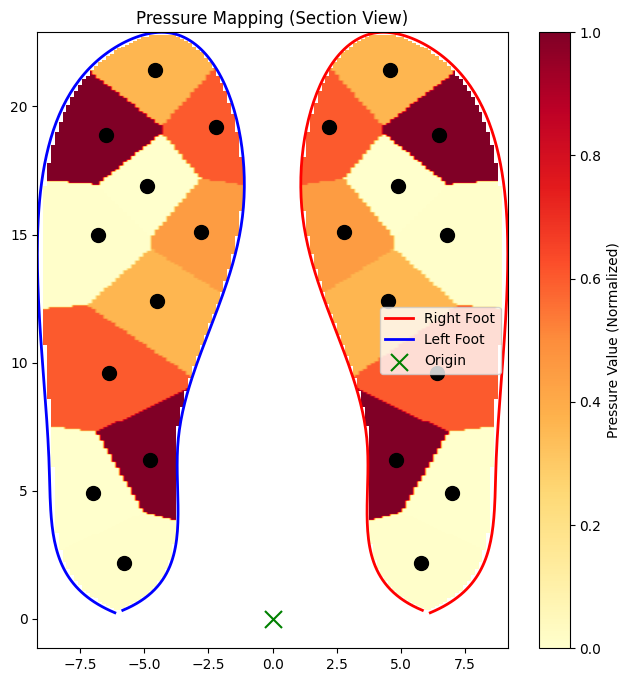 Pressure Mapping (Section View)
20
15
10
5
0
−7.5 −5.0 −2.5 0.0 2.5 5.0 7.5
Right Foot
Left Foot
Origin
1.0
0.8
0.6
0.4
0.2
0.0
Pressure Value (Normalized)